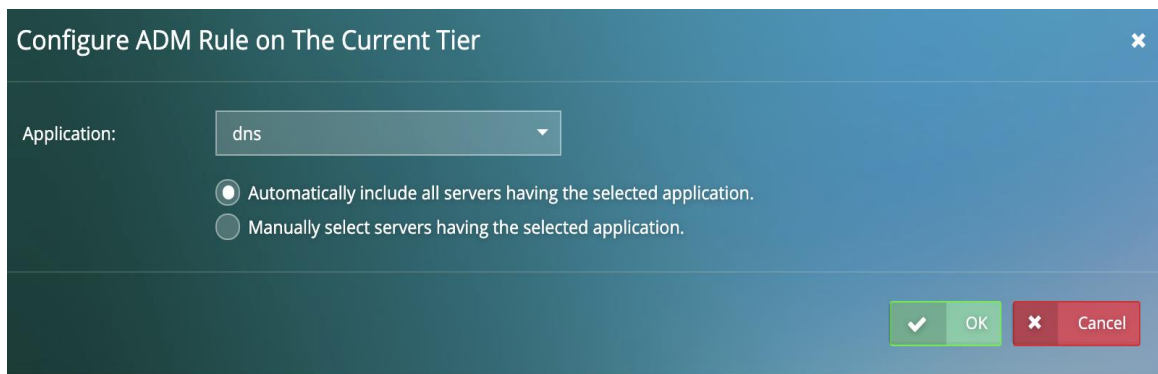 Configure ADM Rule on The Current Tier
Application:
dns
Automatically include all servers having the selected application.
Manually select servers having the selected application.
OK
Cancel